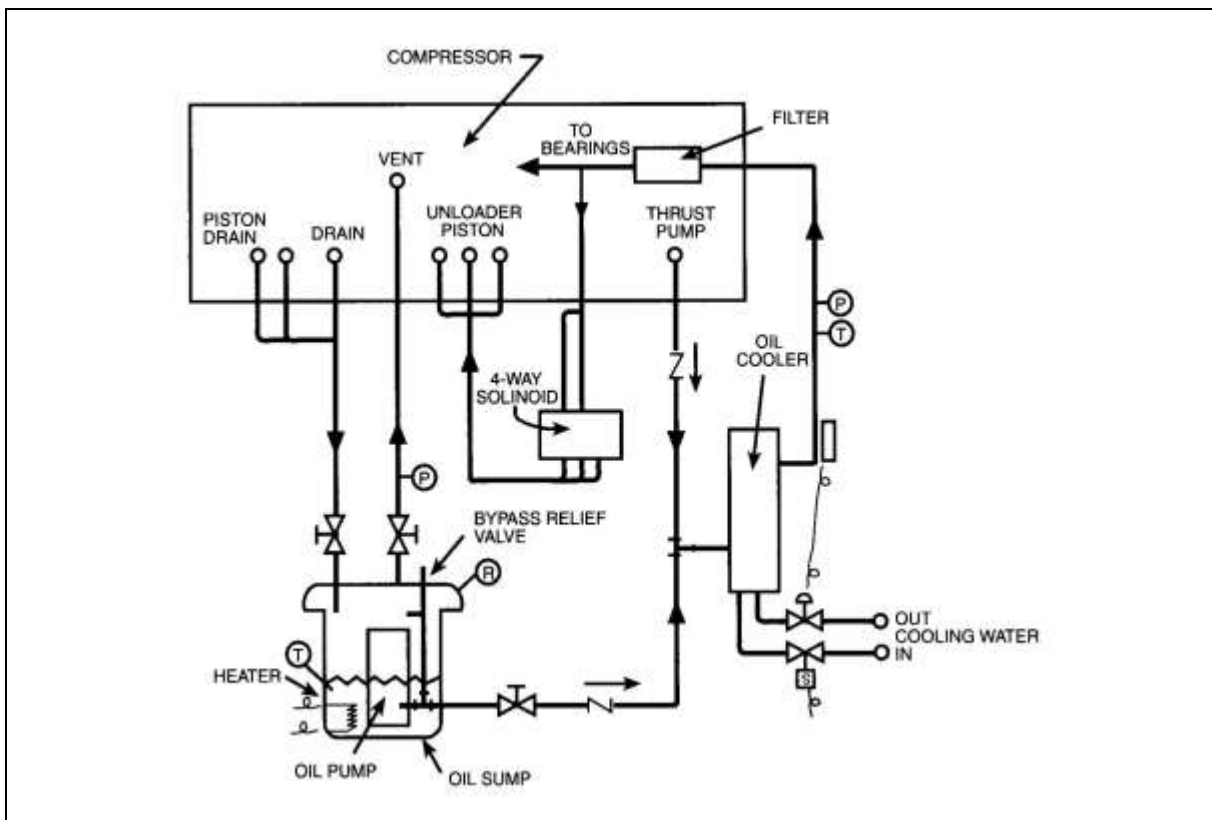 COMPRESSOR
TO
BEARINGS
FILTER
VENT
PISTON
DRAIN
DRAIN
UNLOADER
PISTON
THRUST
PUMP
P
T
OIL
COOLER
4-WAY
SOLINOID
P
BYPASS RELIEF
VALVE
R
OUT
COOLING WATER
IN
S
T
HEATER
OIL PUMP
OIL SUMP